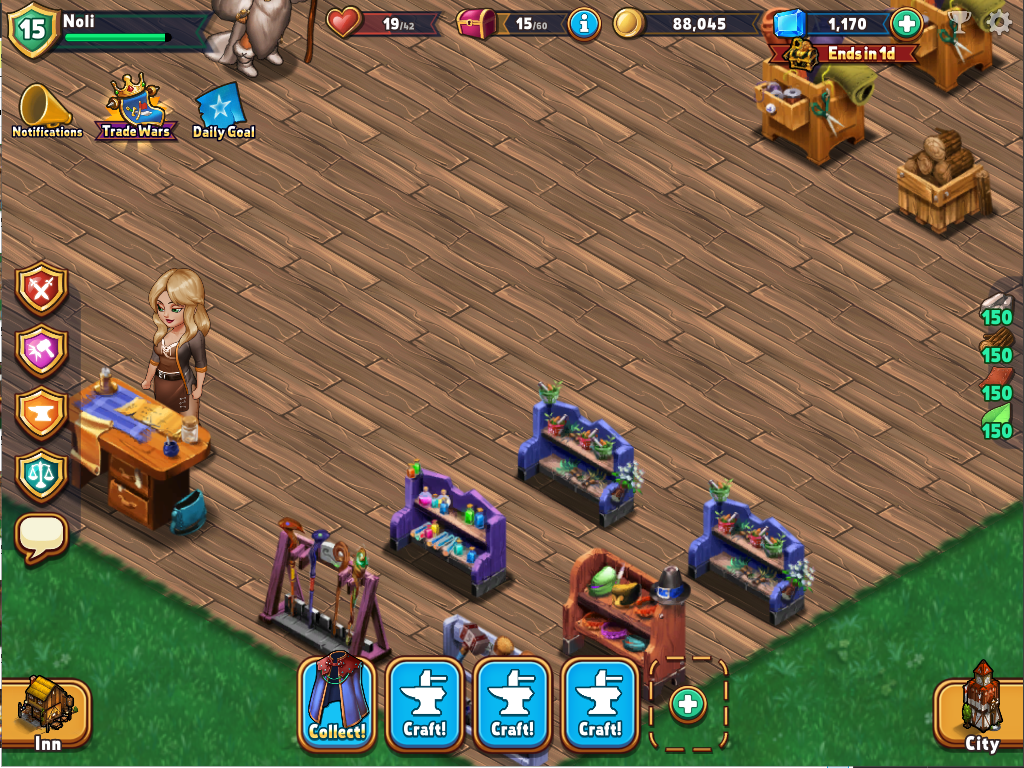 15
Noli
19/42
15/60
88,045
1,170
Ends in 1d
Notifications
Trade Wars
Daily Goal
150
150
150
150
Collect!
Craft!
Craft!
Craft!
Inn
City